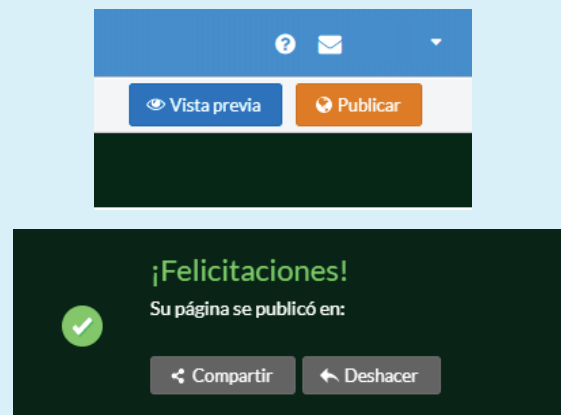 Vista previa
Publicar
¡Felicitaciones!
Su página se publicó en:
Compartir
Deshacer